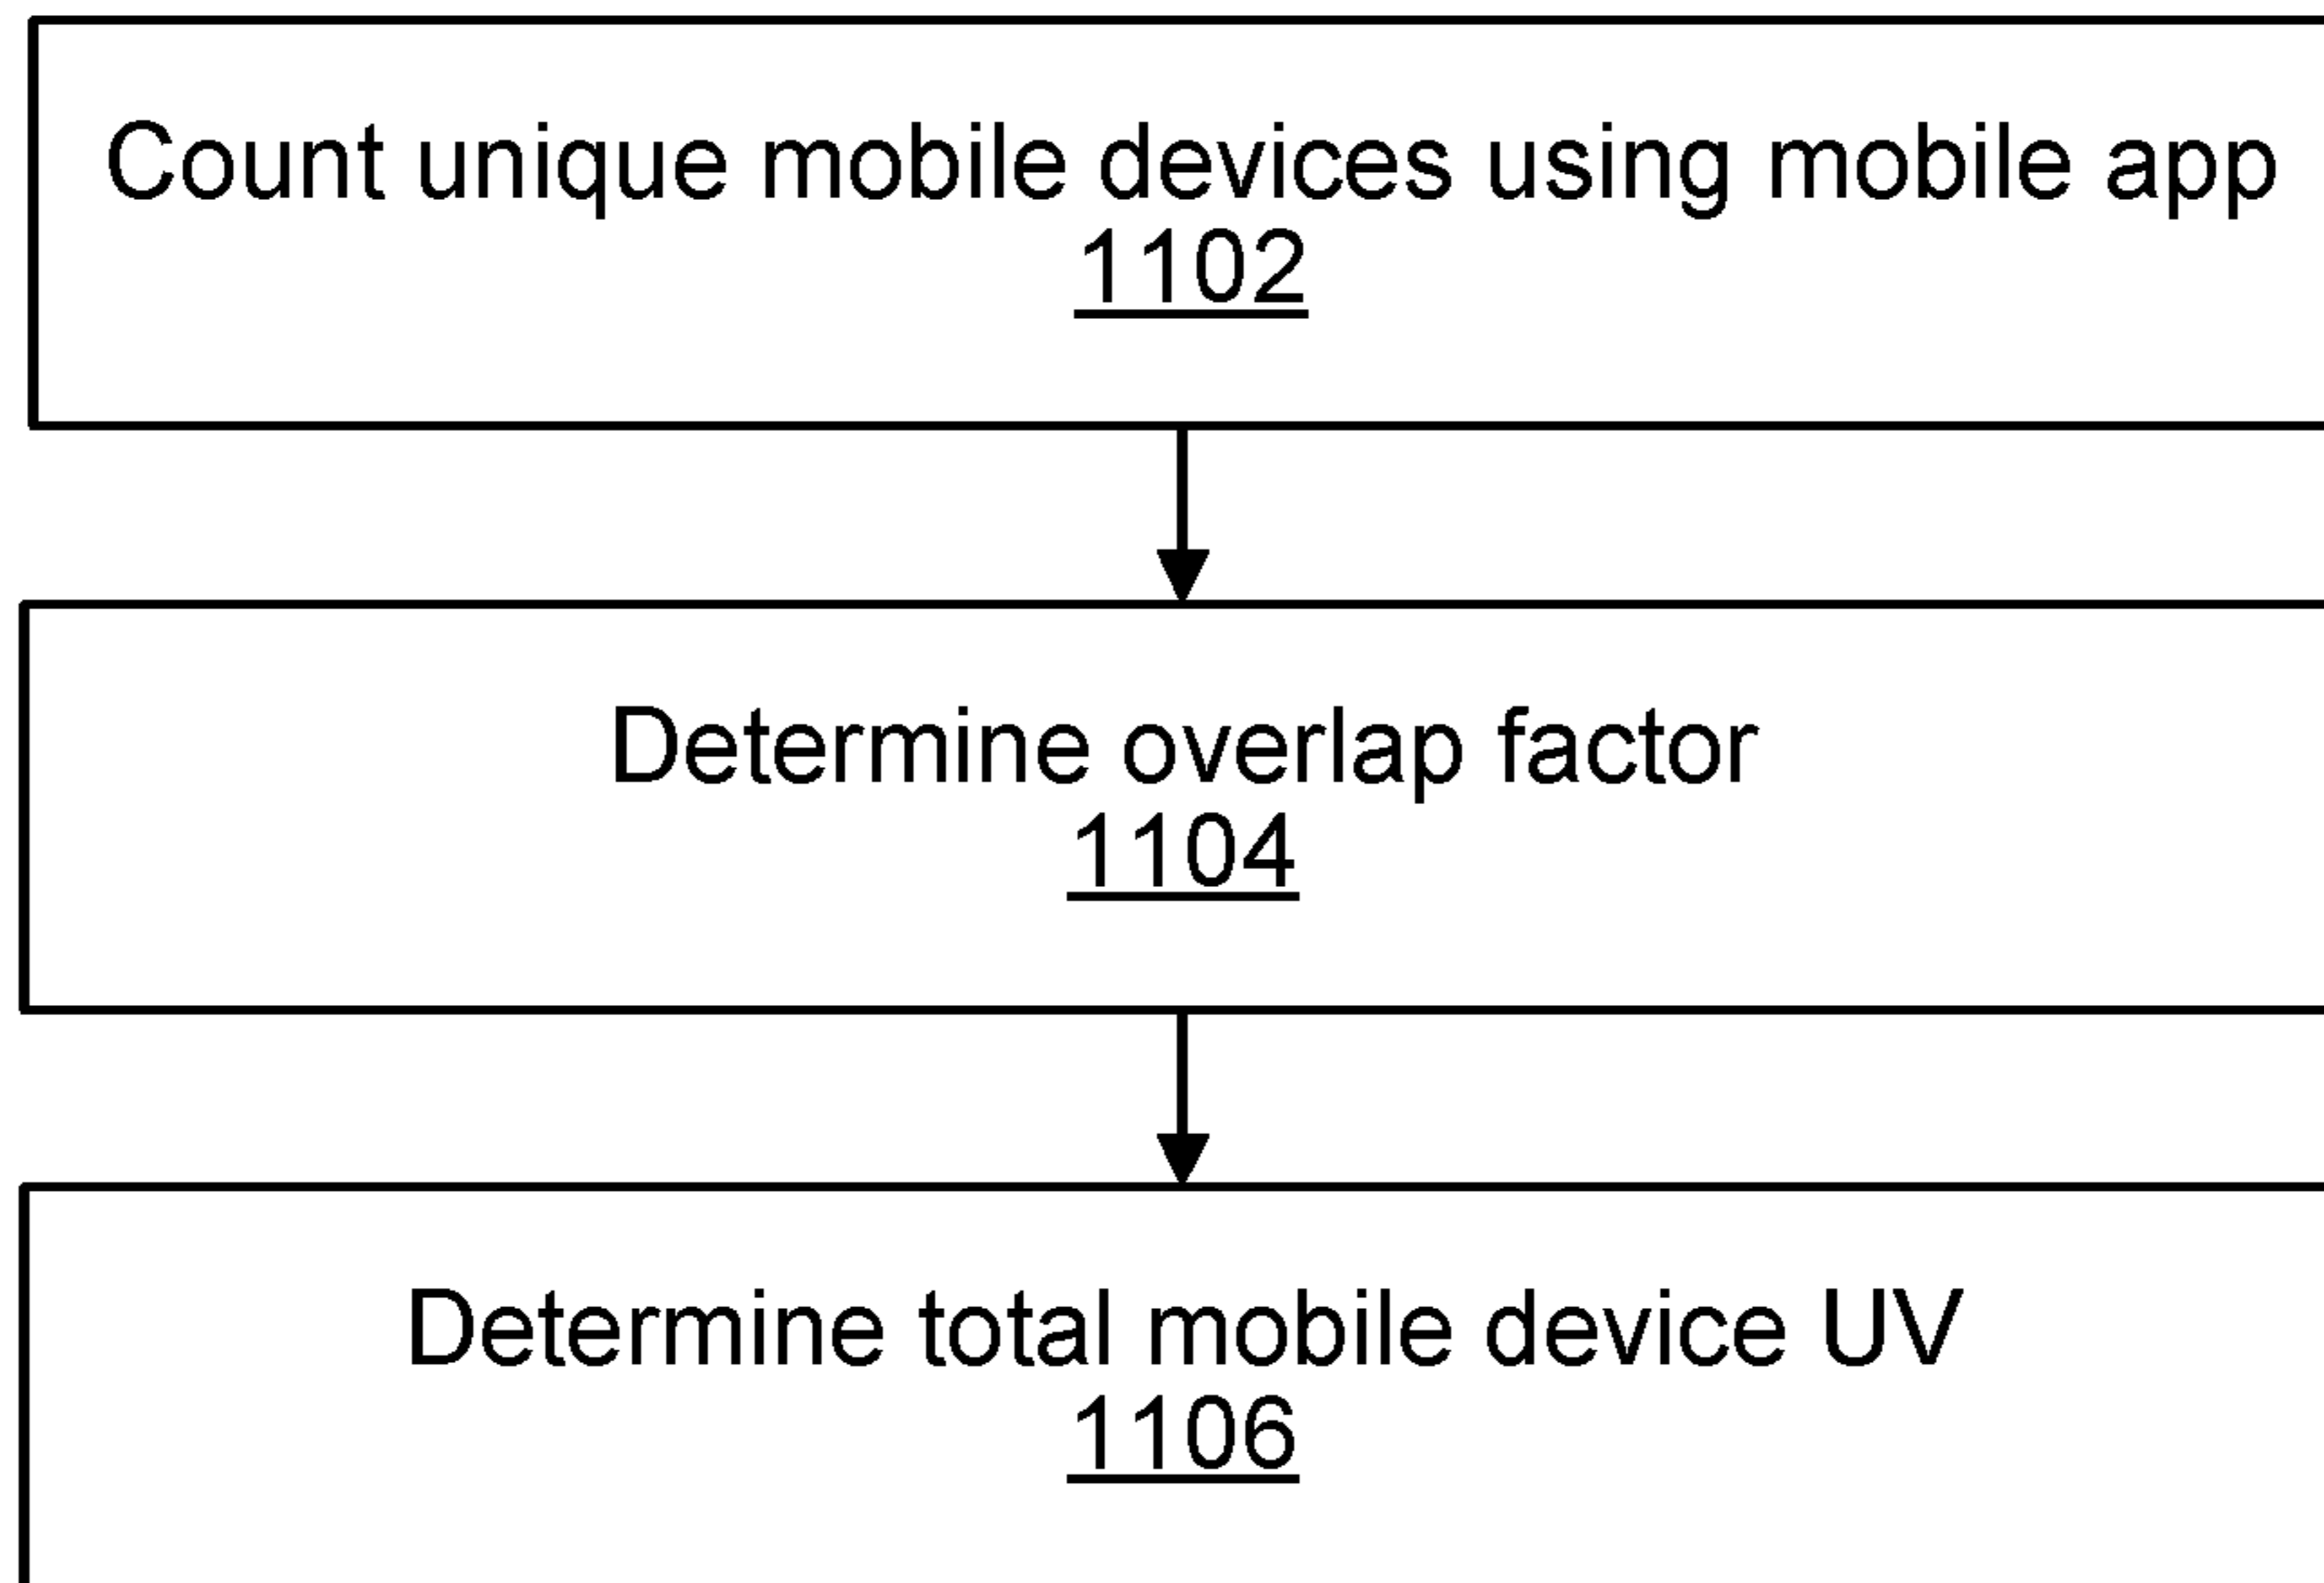 Count unique mobile devices using mobile app
1102
Determine overlap factor
1104
Determine total mobile device UV
1106